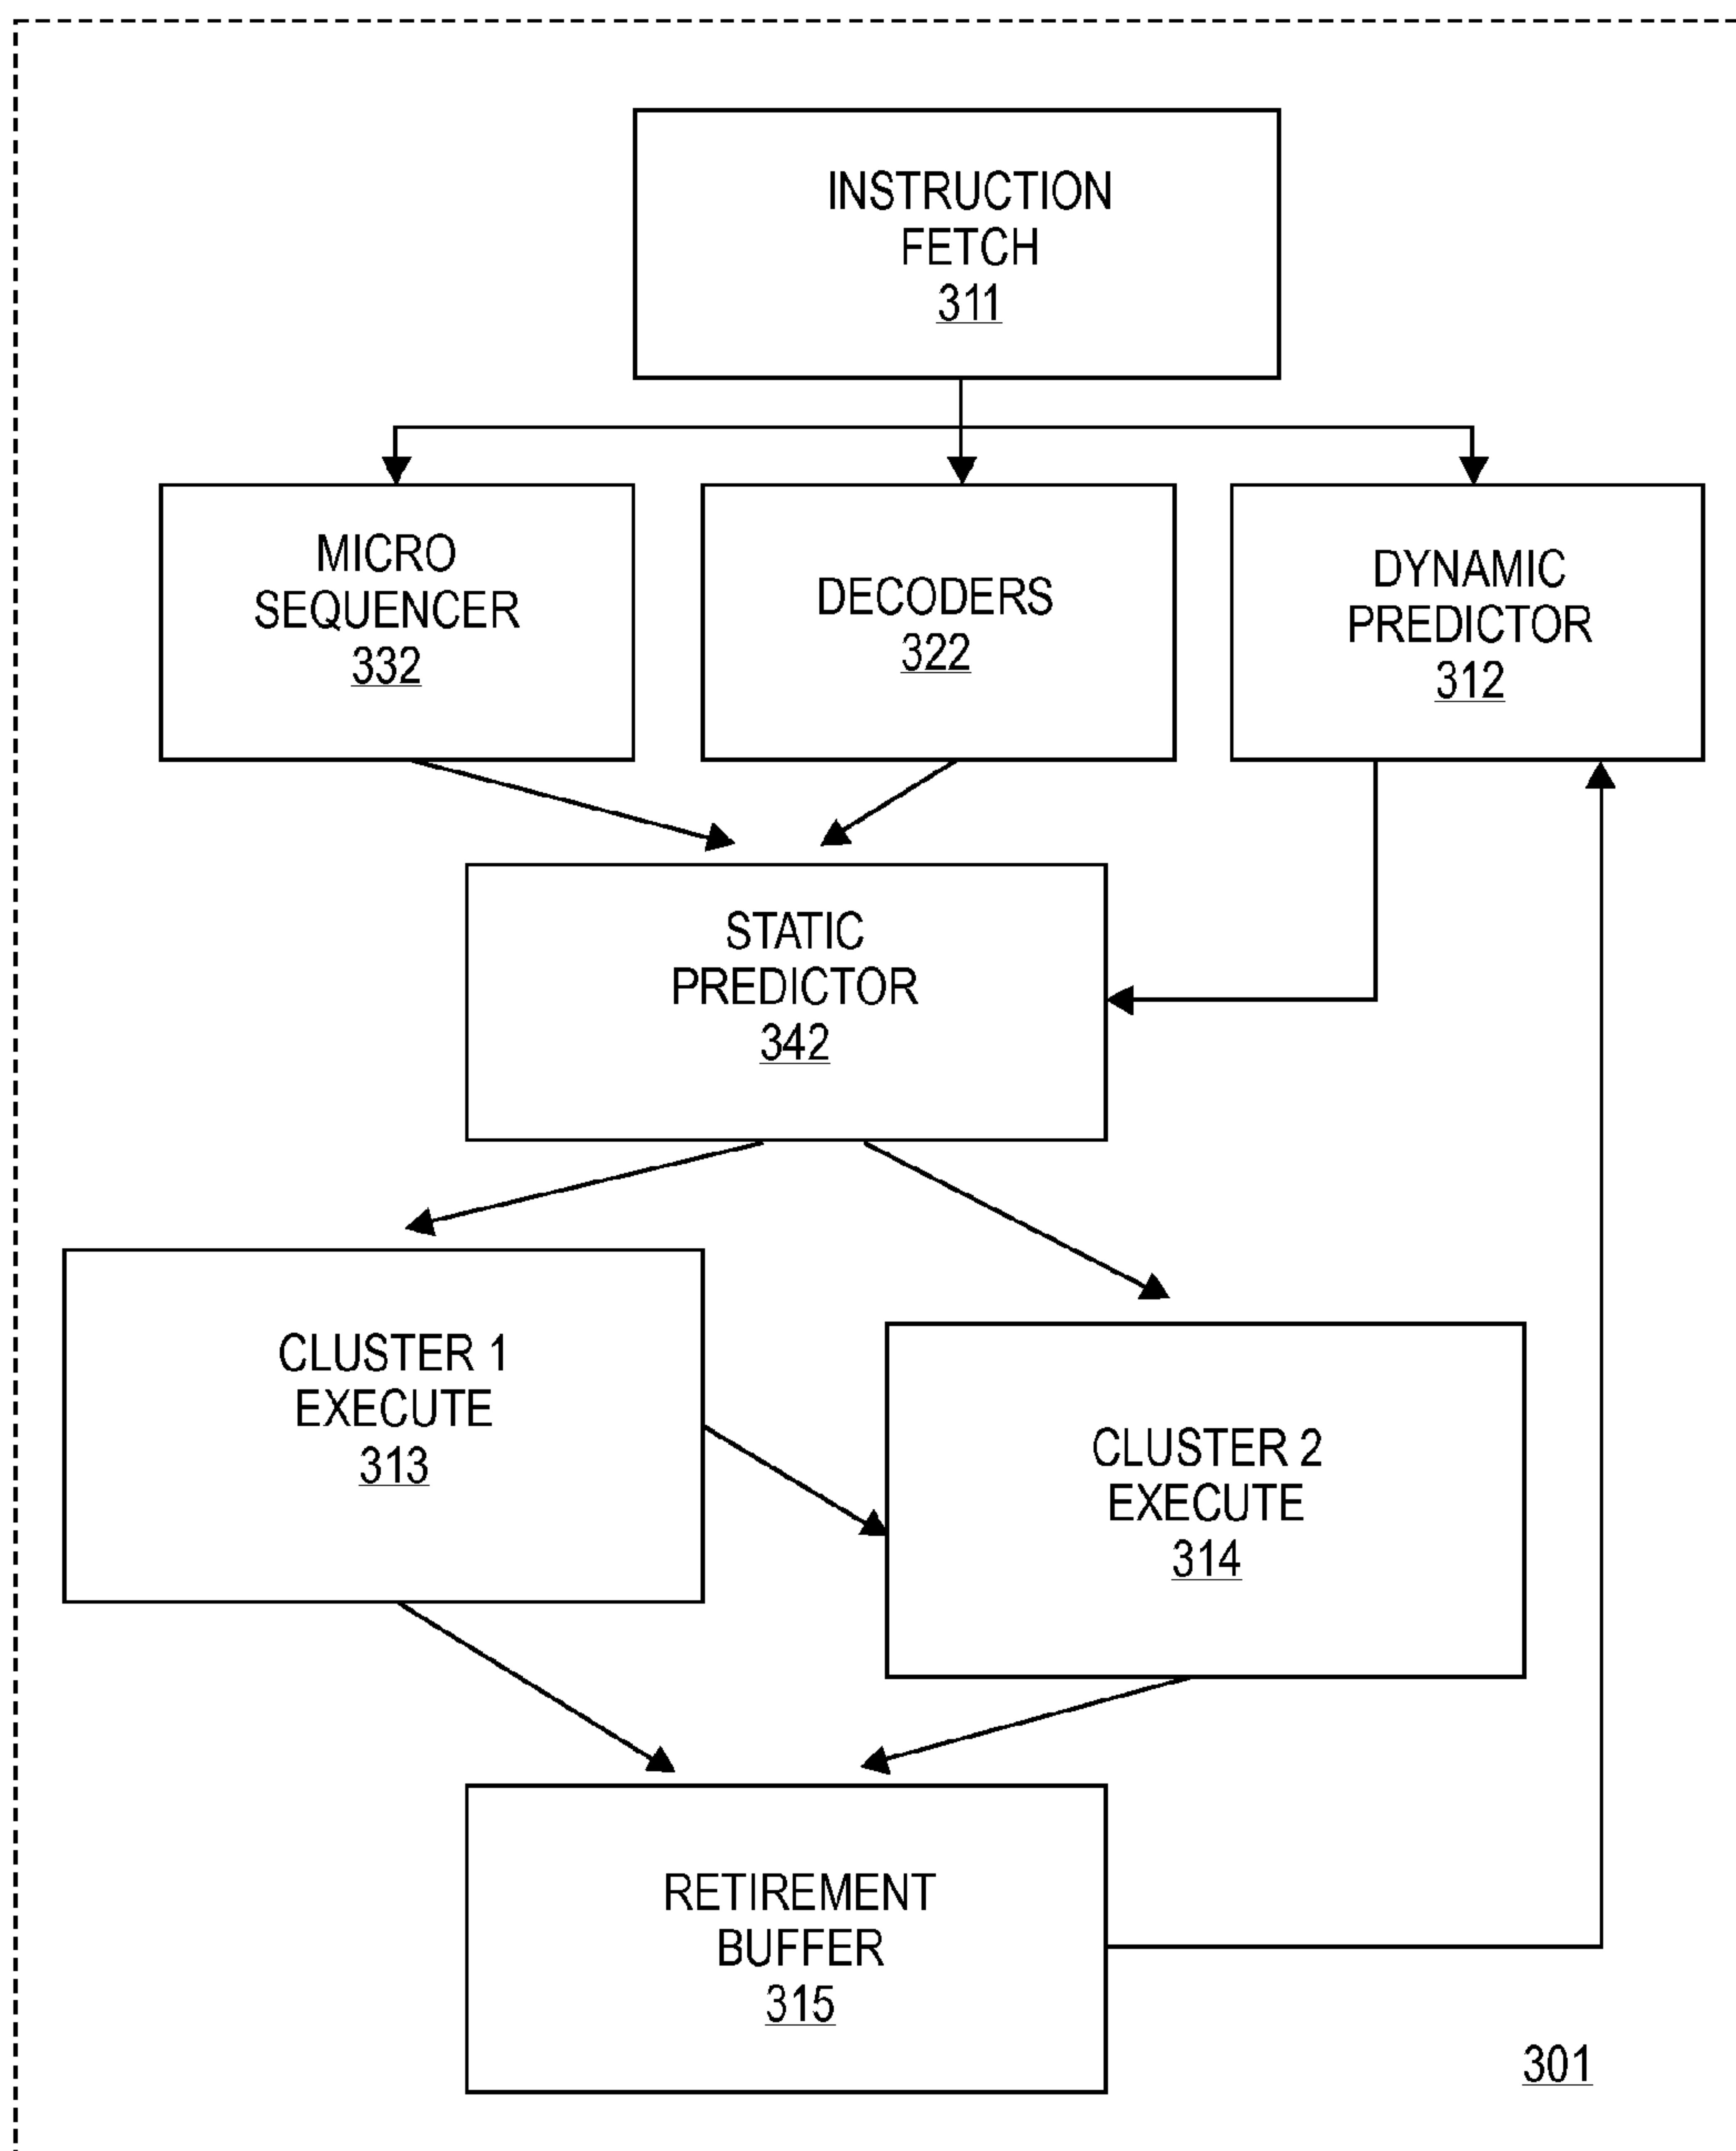 INSTRUCTION
FETCH
311
MICRO
SEQUENCER
332
DECODERS
322
DYNAMIC
PREDICTOR
312
STATIC
PREDICTOR
342
CLUSTER 1
EXECUTE
313
CLUSTER 2
EXECUTE
314
RETIREMENT
BUFFER
315
301